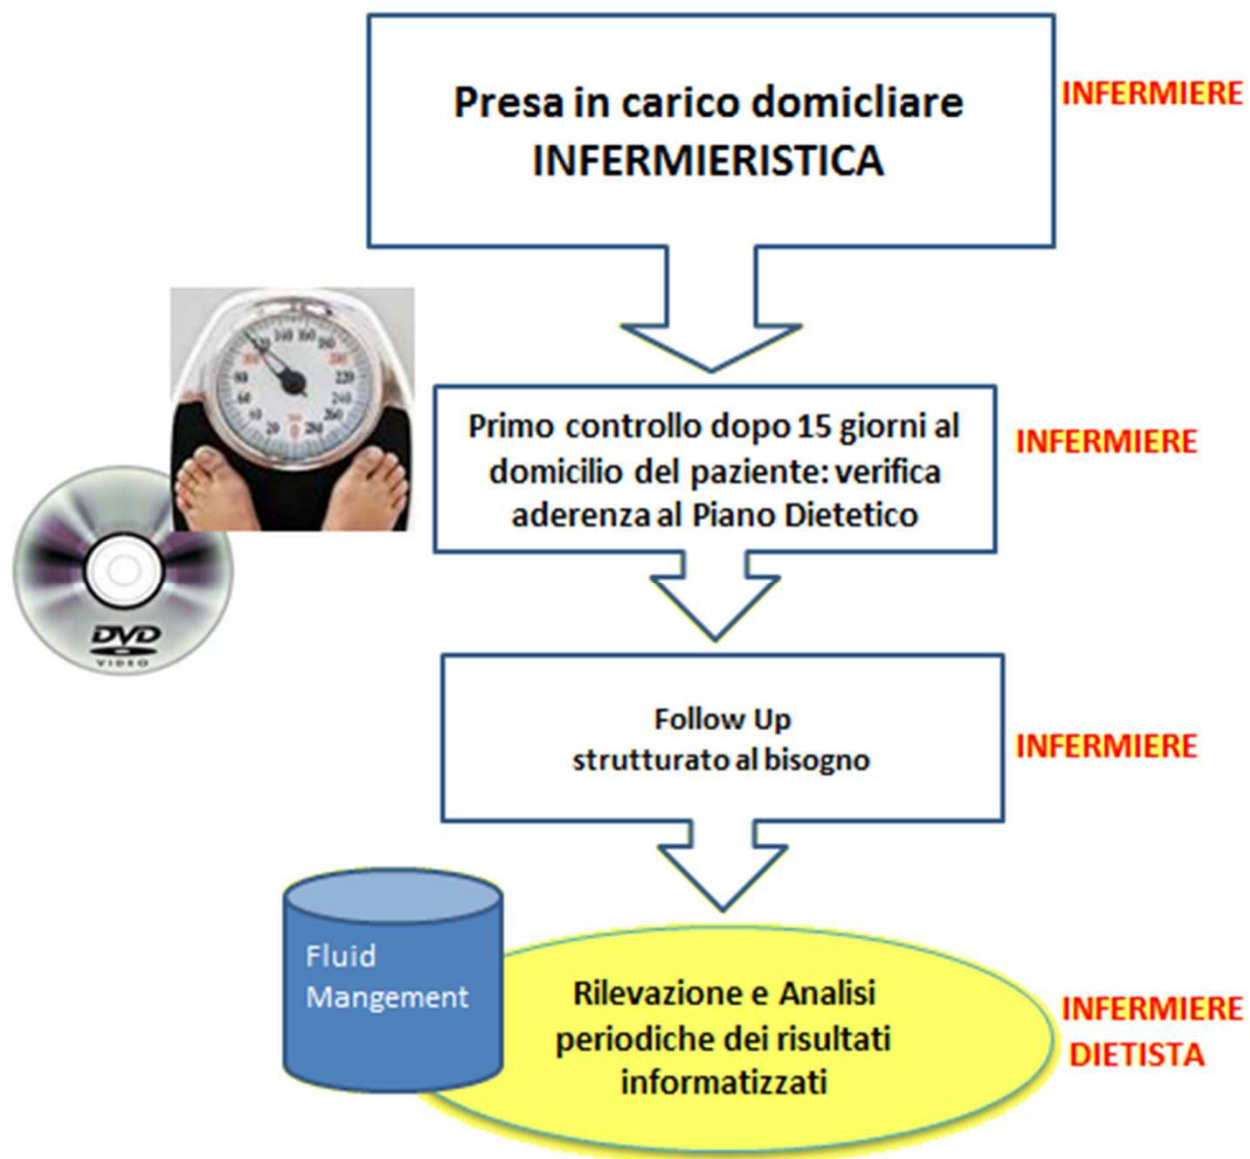 Presa in carico domicliare
INFERMIERISTICA
INFERMIERE
Primo controllo dopo 15 giorni al
domicilio del paziente: verifica
aderenza al Piano Dietetico
INFERMIERE
DVD
VIDEO
Follow Up
strutturato al bisogno
INFERMIERE
Fluid
Mangement
Rilevazione e Analisi
periodiche dei risultati
informatizzati
INFERMIERE
DIETISTA